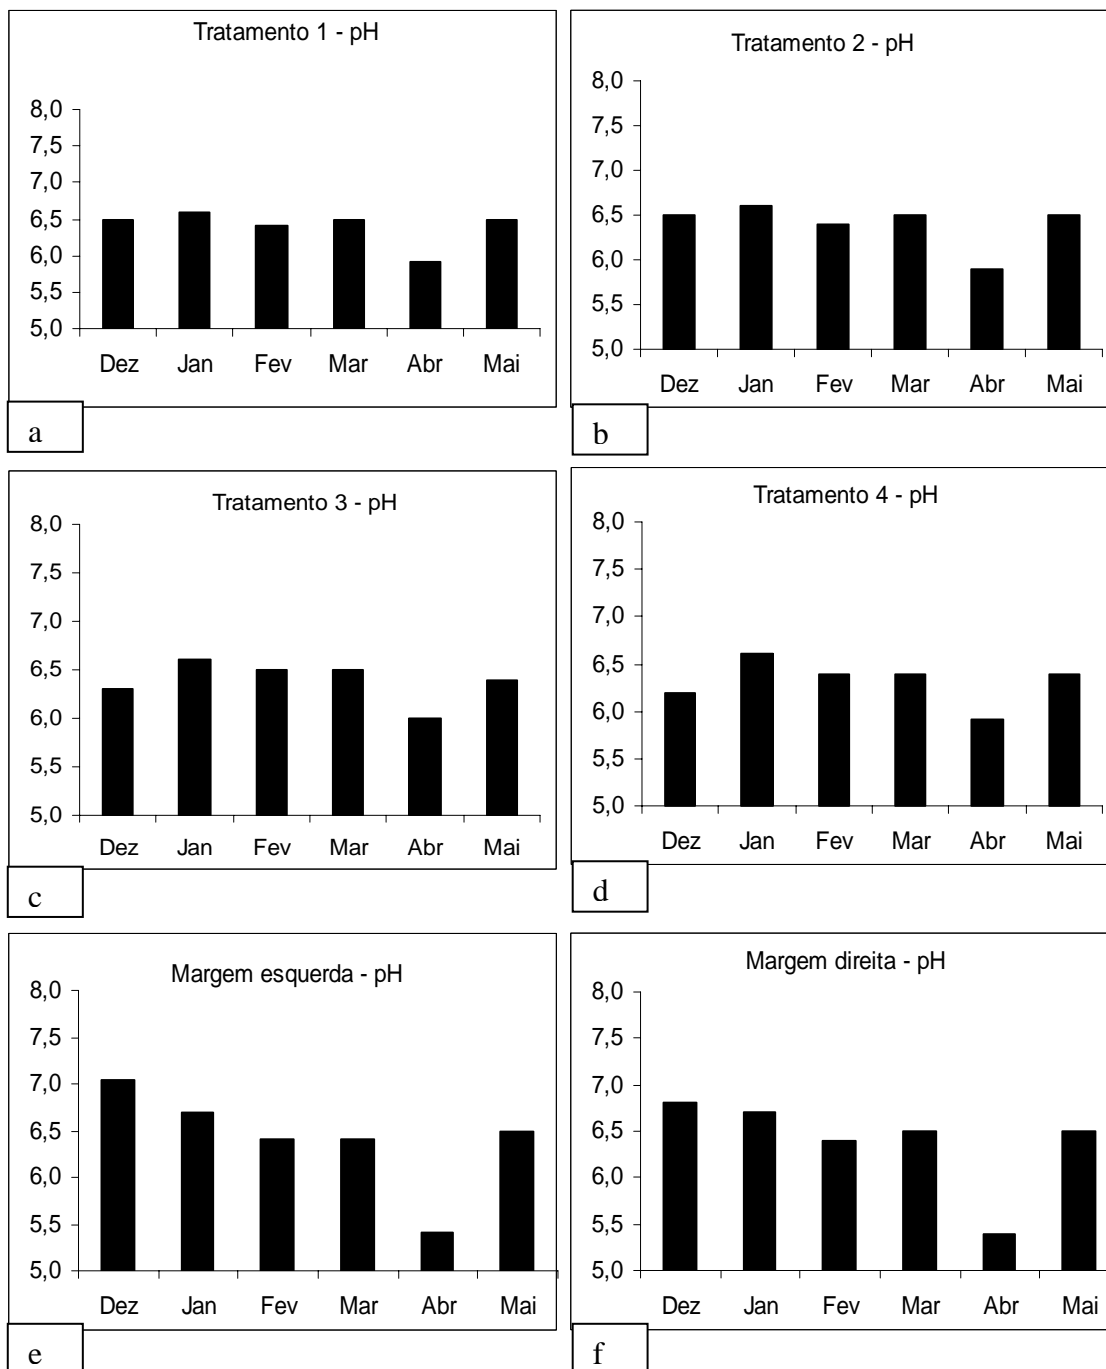 Tratamento 1 - pH
8,0
7,5
7,0
6,5
6,0
5,5
5,0
Dez Jan Fev Mar Abr Mai
a
Tratamento 2 - pH
8,0
7,5
7,0
6,5
6,0
5,5
5,0
Dez Jan Fev Mar Abr Mai
b
Tratamento 3 - pH
8,0
7,5
7,0
6,5
6,0
5,5
5,0
Dez Jan Fev Mar Abr Mai
c
Tratamento 4 - pH
8,0
7,5
7,0
6,5
6,0
5,5
5,0
Dez Jan Fev Mar Abr Mai
d
Margem esquerda - pH
8,0
7,5
7,0
6,5
6,0
5,5
5,0
Dez Jan Fev Mar Abr Mai
e
Margem direita - pH
8,0
7,5
7,0
6,5
6,0
5,5
5,0
Dez Jan Fev Mar Abr Mai
f